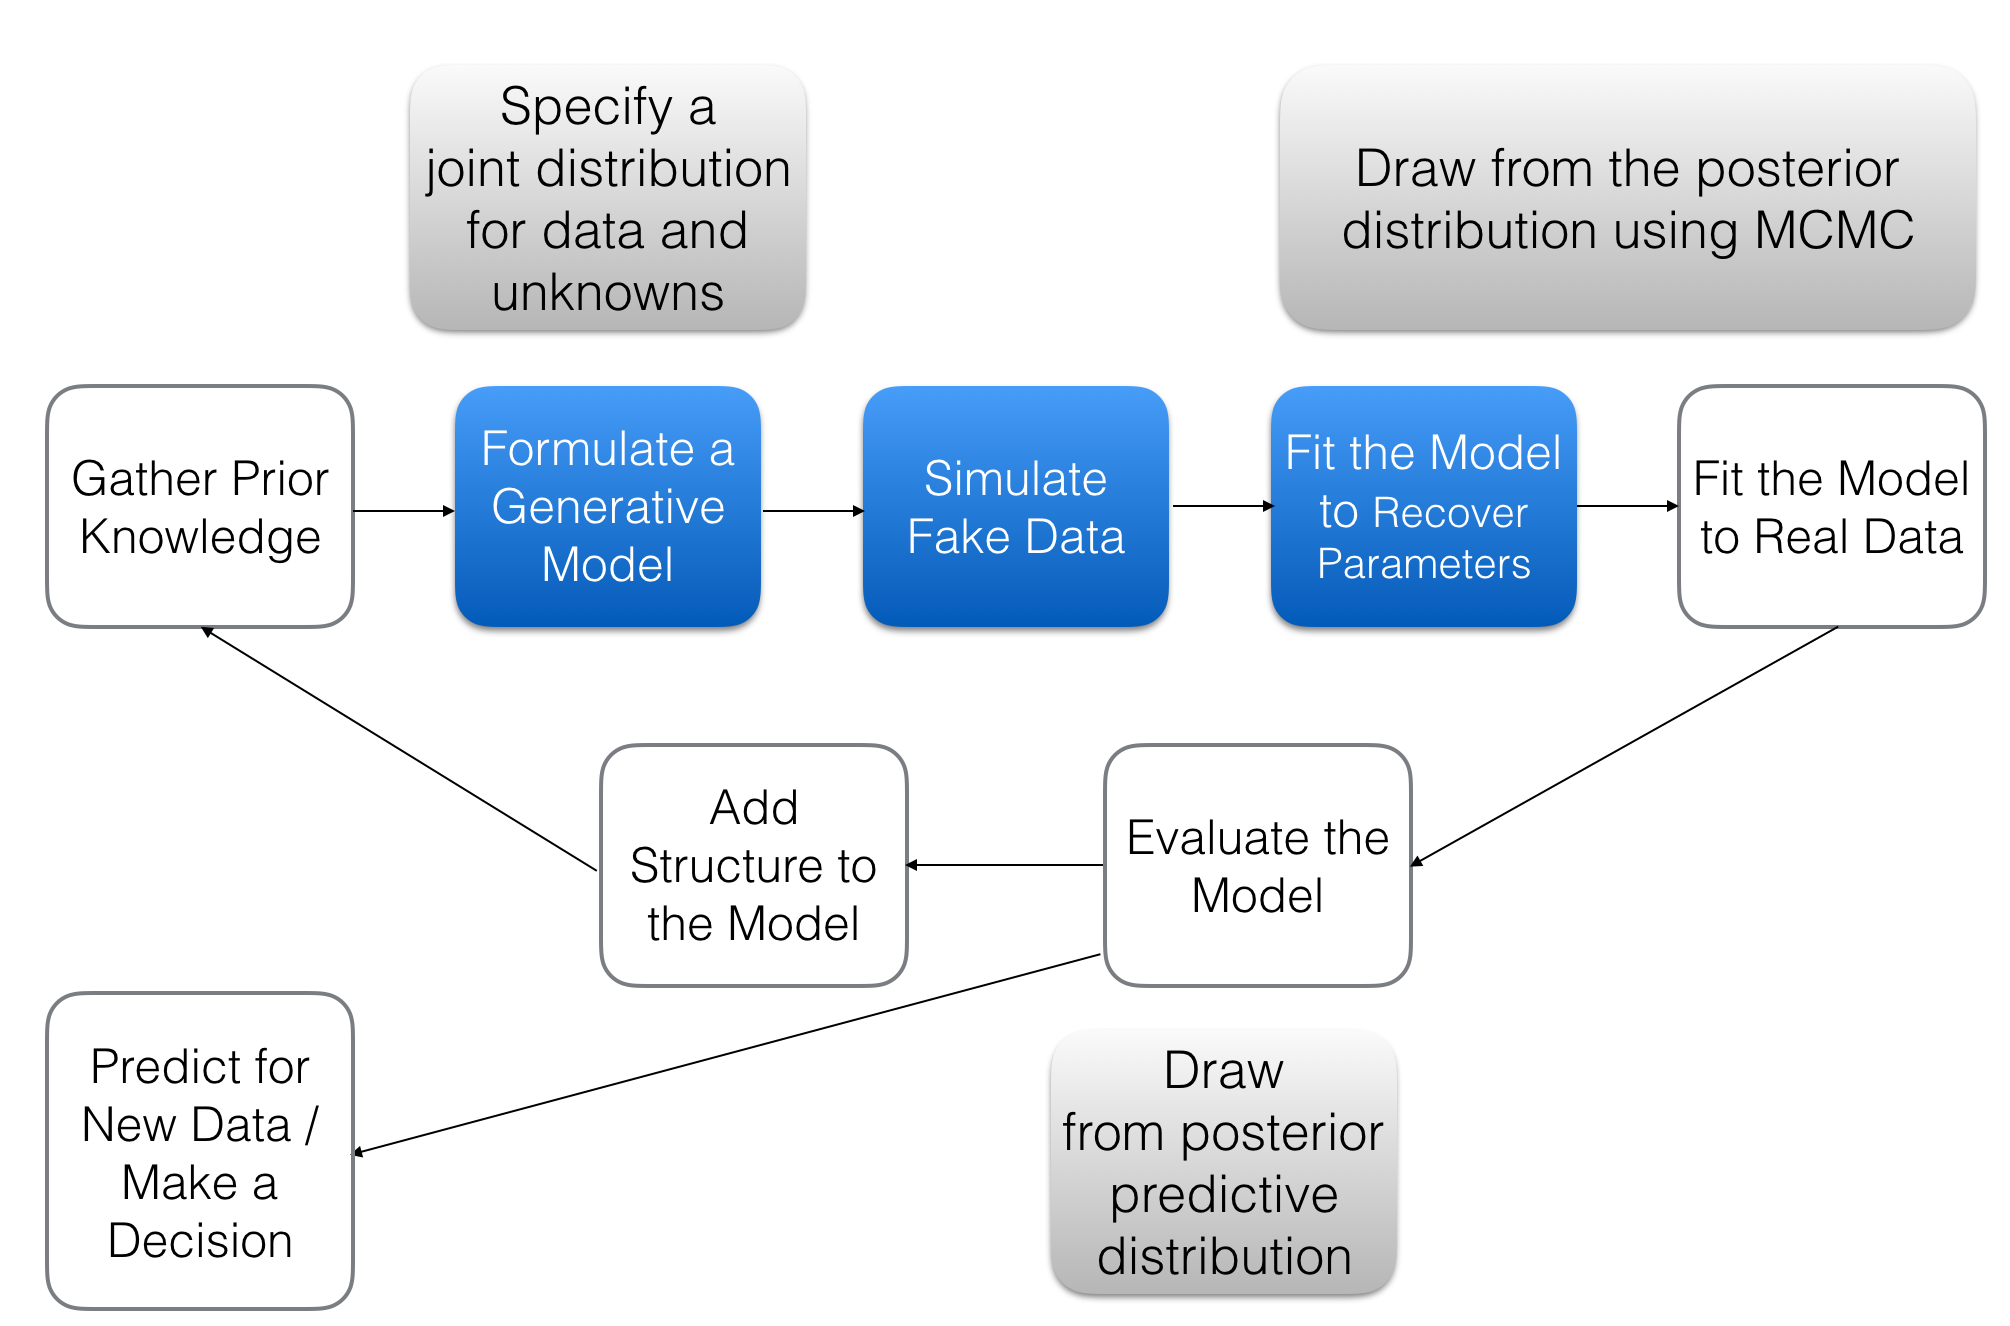 Specify a
joint distribution
for data and
unknowns
Draw from the posterior
distribution using MCMC
Gather Prior
Knowledge
Formulate a
Generative
Model
Simulate
Fake Data
Fit the Model
to Recover
Parameters
Fit the Model
to Real Data
Add
Structure to
the Model
Evaluate the
Model
Predict for
New Data /
Make a
Decision
Draw
from posterior
predictive
distribution